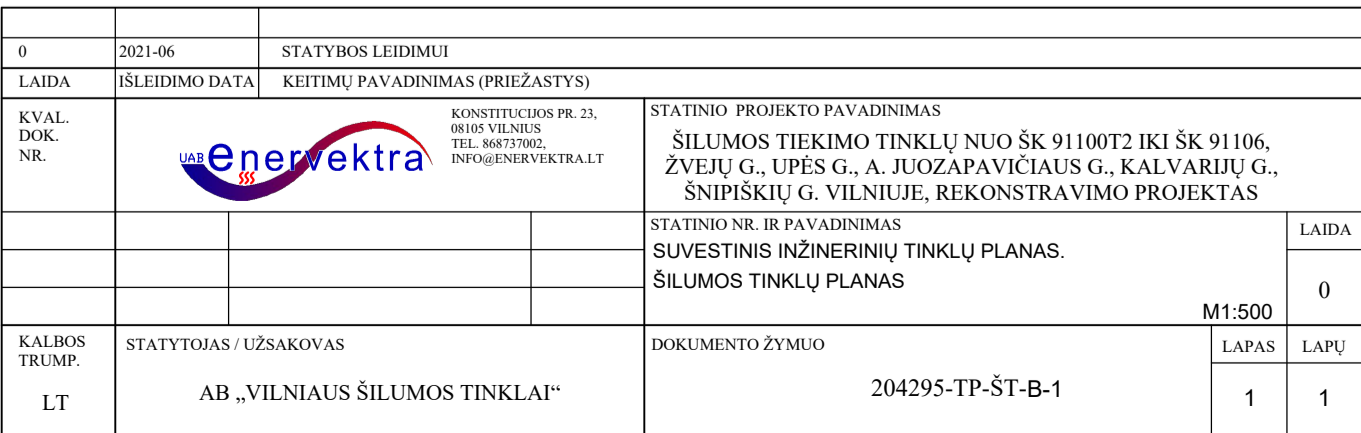 0 2021-06 STATYBOS LEIDIMUI
LAIDA IŠLEIDIMO DATA KEITIMŲ PAVADINIMAS (PRIEŽASTYS)
KVAL.
DOK.
NR.
UAB enervektra
KONSTITUCIJOS PR. 23,
08105 VILNIUS
TEL. 868737002,
INFO@ENERVEKTRA.LT
STATINIO PROJEKTO PAVADINIMAS
ŠILUMOS TIEKIMO TINKLŲ NUO ŠK 91100T2 IKI ŠK 91106,
ŽVEJŲ G., UPĖS G., A. JUOZAPAVIČIAUS G., KALVARIJŲ G.,
ŠNIPIŠKIŲ G. VILNIUJE, REKONSTRAVIMO PROJEKTAS
STATINIO NR. IR PAVADINIMAS
SUVESTINIS INŽINERINIŲ TINKLŲ PLANAS.
ŠILUMOS TINKLŲ PLANAS
M1:500
LAIDA
0
KALBOS
TRUMP.
LT
STATYTOJAS / UŽSAKOVAS
AB „VILNIAUS ŠILUMOS TINKLAI“
DOKUMENTO ŽYMUO
204295-TP-ŠT-B-1
LAPAS
1
LAPŲ
1